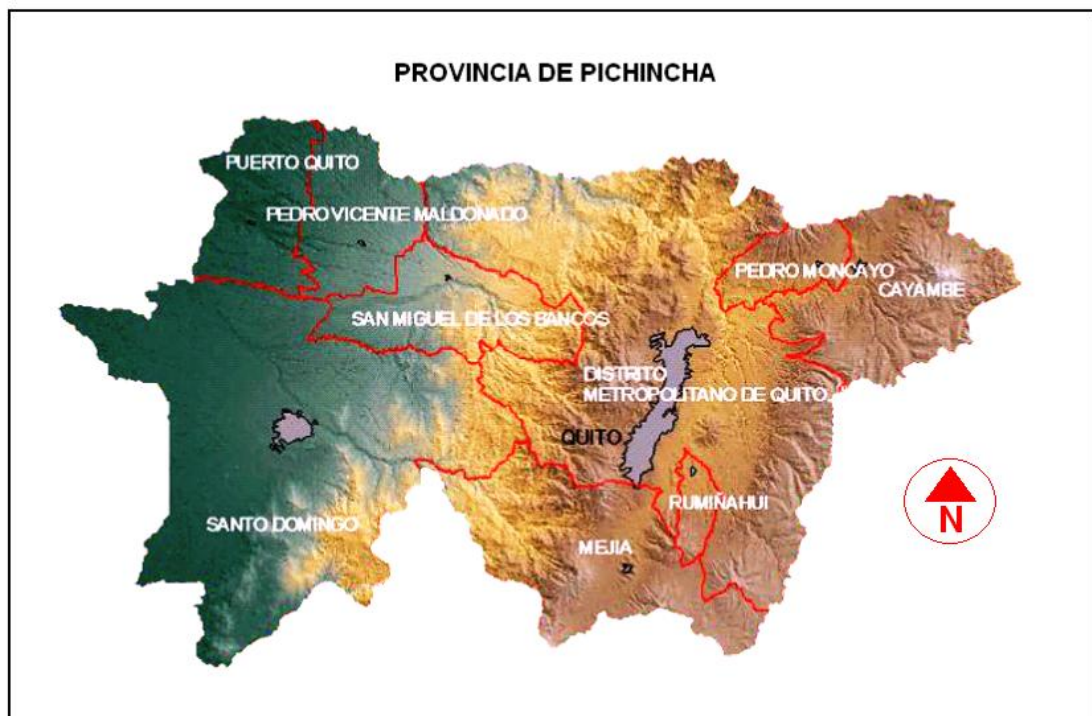 PROVINCIA DE PICHINCHA
PUERTO QUITO
PEDRO VICENTE MALDONADO
PEDRO MONCAYO
CAYAMBE
SAN MIGUEL DE LOS BANCOS
DISTRITO
METROPOLITANO DE QUITO
QUITO
RUMIÑAHUI
SANTO DOMINGO
MEJIA
N